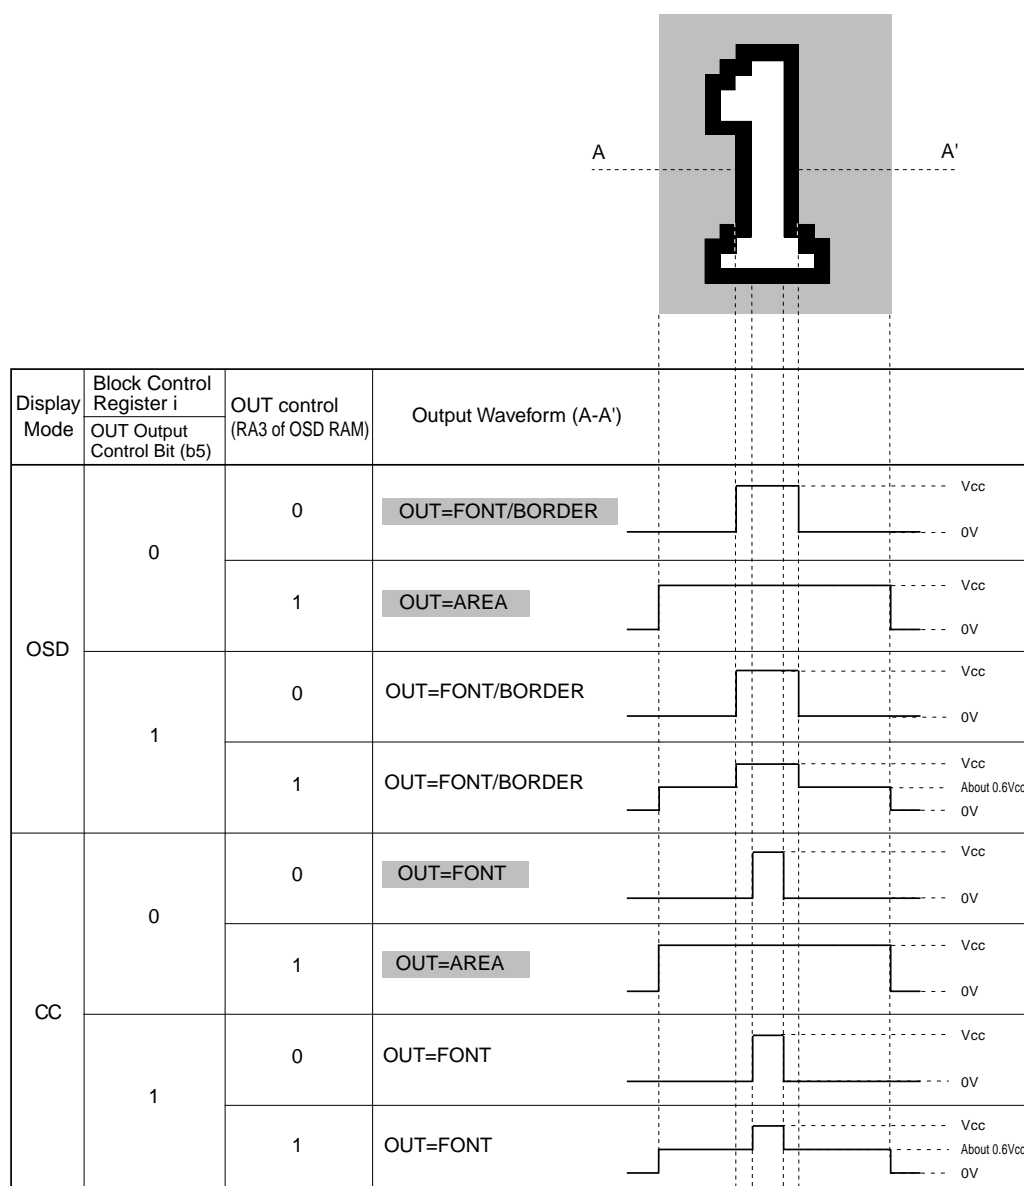 A A'
Display Mode
Block Control Register i
OUT Output Control Bit (b5)
OUT control
(RA3 of OSD RAM)
Output Waveform (A-A')
OSD
0
0
OUT=FONT/BORDER
Vcc
0V
1
OUT=AREA
Vcc
0V
1
0
OUT=FONT/BORDER
Vcc
0V
1
OUT=FONT/BORDER
Vcc
About 0.6Vcc
0V
CC
0
0
OUT=FONT
Vcc
0V
1
OUT=AREA
Vcc
0V
1
0
OUT=FONT
Vcc
0V
1
OUT=FONT
Vcc
About 0.6Vcc
0V